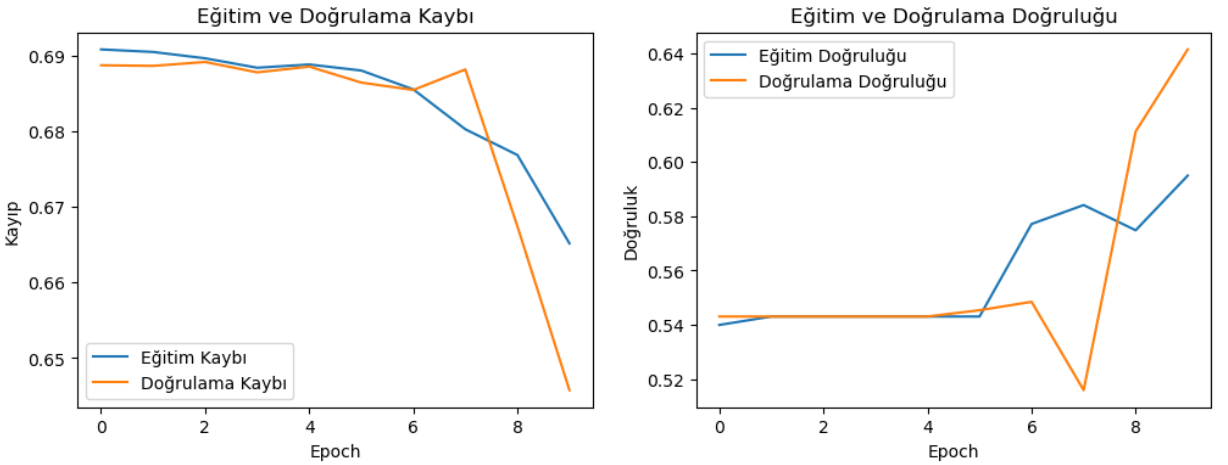 Eğitim ve Doğrulama Kaybı
0.69
0.68
0.67
0.66
0.65
Kayıp
Eğitim Kaybı
Doğrulama Kaybı
0 2 4 6 8
Epoch
Eğitim ve Doğrulama Doğruluğu
0.64
0.62
0.60
0.58
0.56
0.54
0.52
Doğruluk
Eğitim Doğruluğu
Doğrulama Doğruluğu
0 2 4 6 8
Epoch